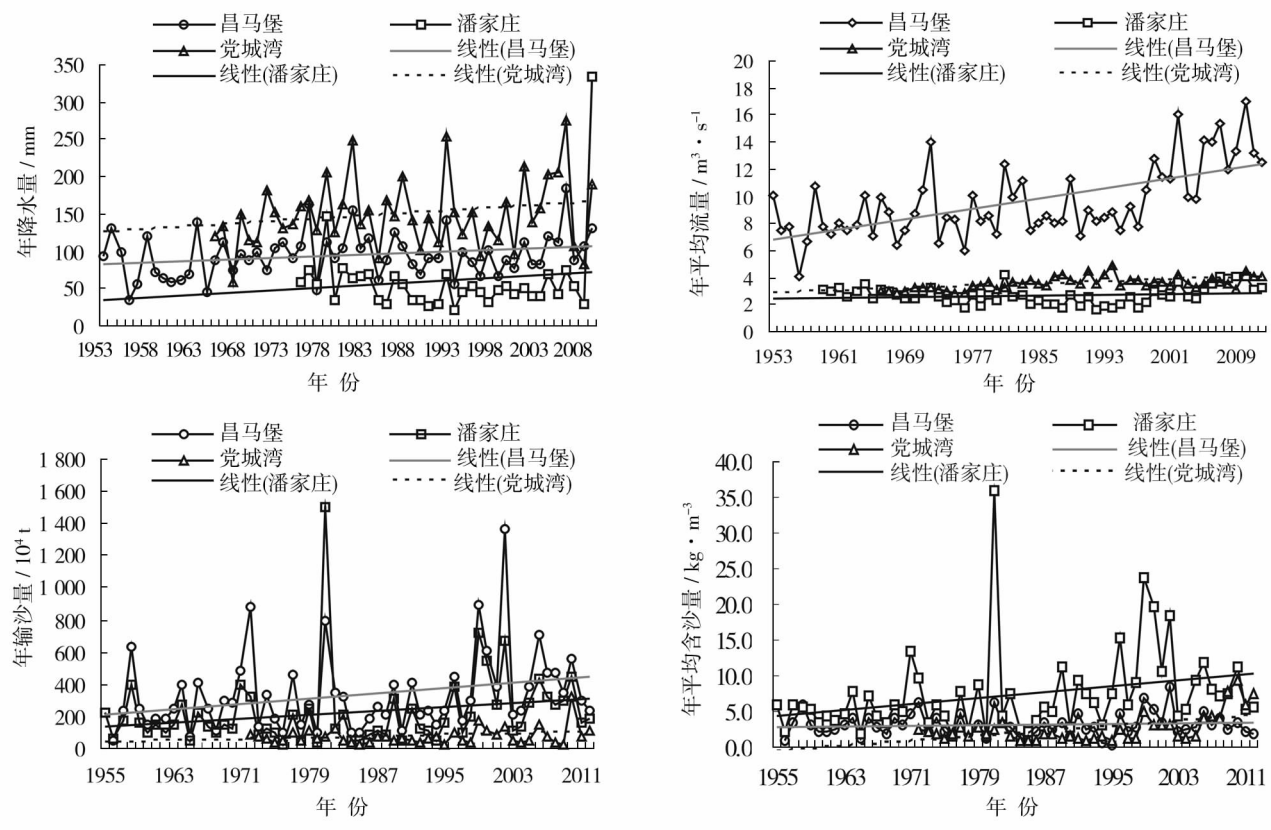 昌马堡 潘家庄
党城湾 线性(昌马堡)
线性(潘家庄) 线性(党城湾)
年降水量 / mm
350
300
250
200
150
100
50
0
1953 1958 1963 1968 1973 1978 1983 1988 1993 1998 2003 2008
年 份
昌马堡 潘家庄
党城湾 线性(昌马堡)
线性(潘家庄) 线性(党城湾)
年平均流量 / m³·s⁻¹
20
18
16
14
12
10
8
6
4
2
0
1953 1961 1969 1977 1985 1993 2001 2009
年 份
昌马堡 潘家庄
党城湾 线性(昌马堡)
线性(潘家庄) 线性(党城湾)
年输沙量 / 10⁴ t
1 800
1 600
1 400
1 200
1 000
800
600
400
200
0
1955 1963 1971 1979 1987 1995 2003 2011
年 份
昌马堡 潘家庄
党城湾 线性(昌马堡)
线性(潘家庄) 线性(党城湾)
年平均含沙量 / kg·m⁻³
40.0
35.0
30.0
25.0
20.0
15.0
10.0
5.0
0.0
1955 1963 1971 1979 1987 1995 2003 2011
年 份